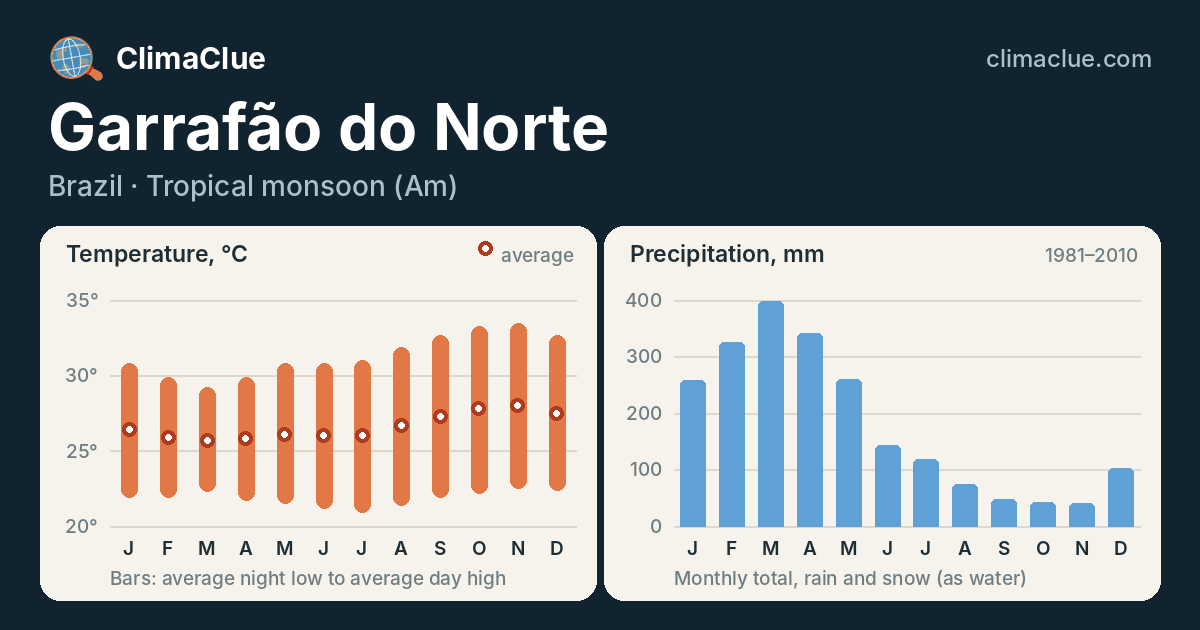 ClimaClue
climaclue.com
Garrafão do Norte
Brazil · Tropical monsoon (Am)
Temperature, °C
average
35°
30°
25°
20°
J F M A M J J A S O N D
Bars: average night low to average day high
Precipitation, mm
1981–2010
400
300
200
100
0
J F M A M J J A S O N D
Monthly total, rain and snow (as water)